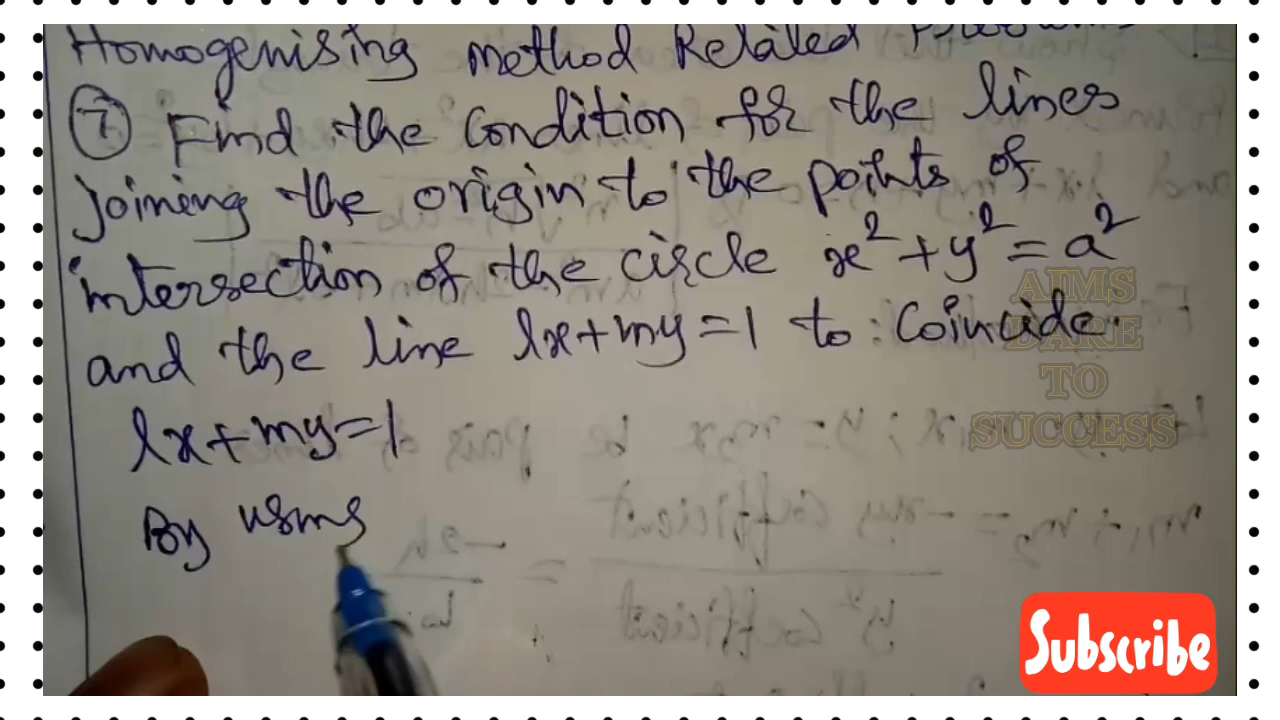 Homogenising method Related Problems
⑦ Find the condition for the lines
joining the origin to the points of
intersection of the circle x²+y²=a²
and the line lx+my=1 to coincide.
lx+my=1
By using
AIMS
DARE
TO
SUCCESS
Subscribe